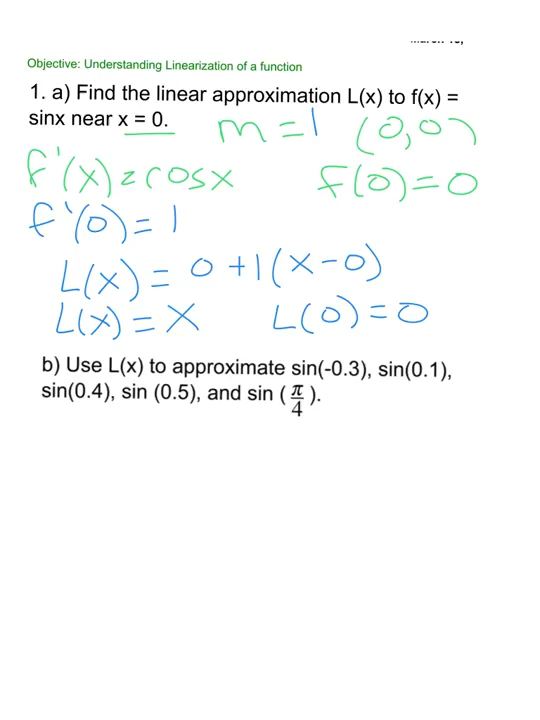 Objective: Understanding Linearization of a function
1. a) Find the linear approximation L(x) to f(x) =
sinx near x = 0.
m = 1 (0,0)
f'(x) = cosx f(0) = 0
f'(0) = 1
L(x) = 0 + 1(x - 0)
L(x) = x L(0) = 0
b) Use L(x) to approximate sin(-0.3), sin(0.1),
sin(0.4), sin (0.5), and sin ( π/4 ).